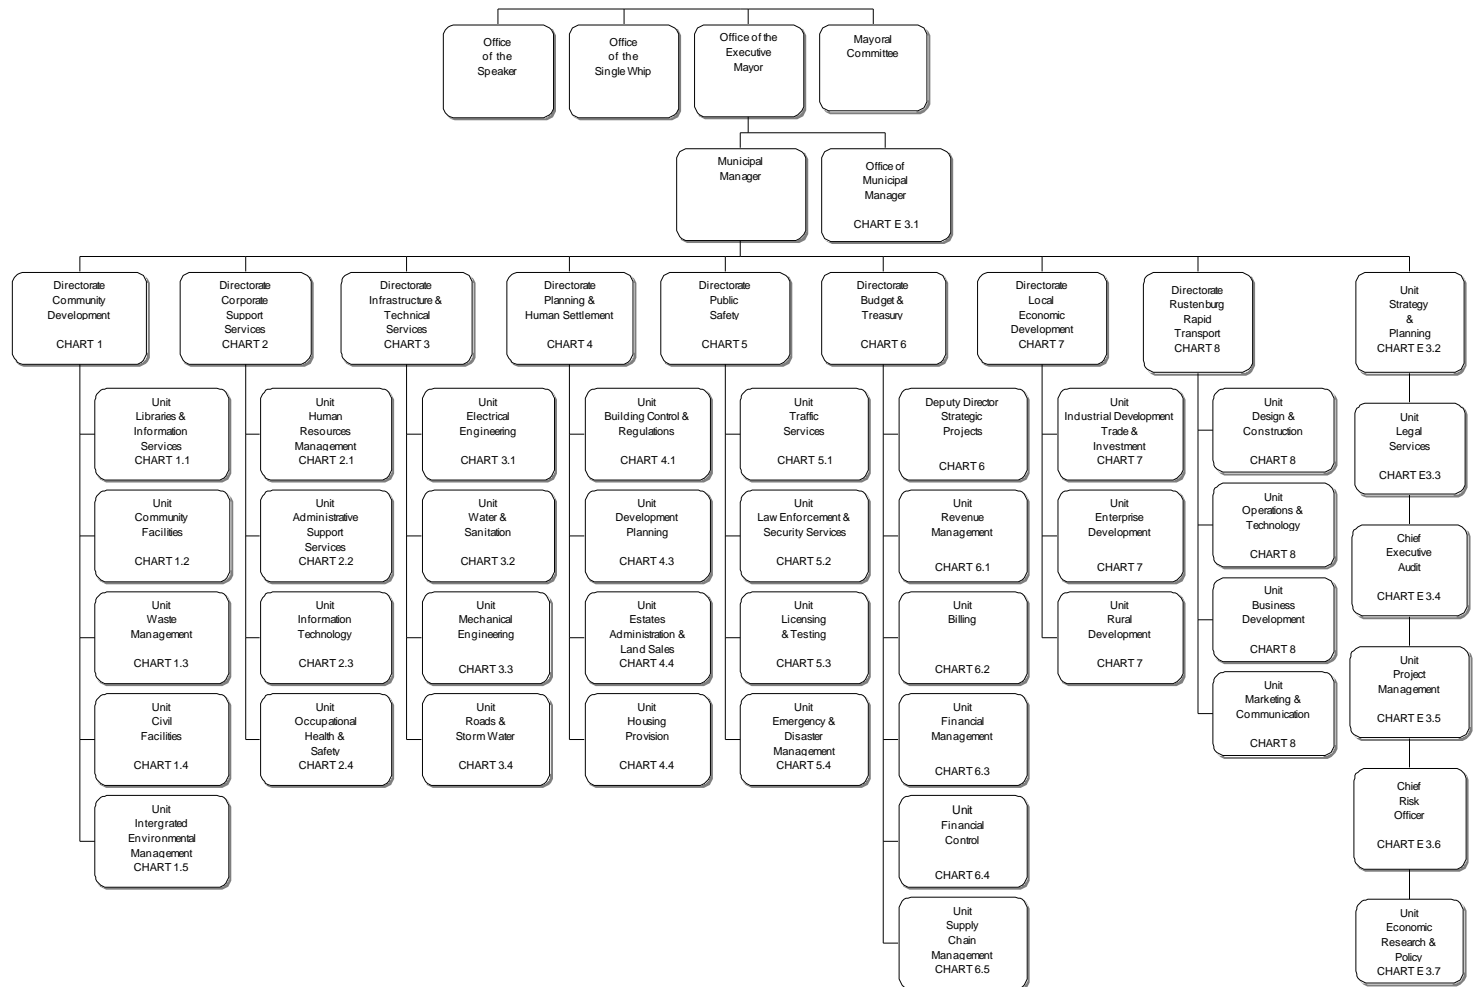 Office
of the
Speaker
Office
of the
Single Whip
Office of the
Executive
Mayor
Mayoral
Committee
Municipal
Manager
Office of
Municipal
Manager
CHART E 3.1
Directorate
Community
Development
CHART 1
Directorate
Corporate
Support
Services
CHART 2
Directorate
Infrastructure &
Technical
Services
CHART 3
Directorate
Planning &
Human Settlement
CHART 4
Directorate
Public
Safety
CHART 5
Directorate
Budget &
Treasury
CHART 6
Directorate
Local
Economic
Development
CHART 7
Directorate
Rustenburg
Rapid
Transport
CHART 8
Unit
Strategy
&
Planning
CHART E 3.2
Unit
Libraries &
Information
Services
CHART 1.1
Unit
Community
Facilities
CHART 1.2
Unit
Waste
Management
CHART 1.3
Unit
Civil
Facilities
CHART 1.4
Unit
Intergrated
Environmental
Management
CHART 1.5
Unit
Human
Resources
Management
CHART 2.1
Unit
Administrative
Support
Services
CHART 2.2
Unit
Information
Technology
CHART 2.3
Unit
Occupational
Health &
Safety
CHART 2.4
Unit
Electrical
Engineering
CHART 3.1
Unit
Water &
Sanitation
CHART 3.2
Unit
Mechanical
Engineering
CHART 3.3
Unit
Roads &
Storm Water
CHART 3.4
Unit
Building Control &
Regulations
CHART 4.1
Unit
Development
Planning
CHART 4.3
Unit
Estates
Administration &
Land Sales
CHART 4.4
Unit
Housing
Provision
CHART 4.4
Unit
Traffic
Services
CHART 5.1
Unit
Law Enforcement &
Security Services
CHART 5.2
Unit
Licensing
& Testing
CHART 5.3
Unit
Emergency &
Disaster
Management
CHART 5.4
Deputy Director
Strategic
Projects
CHART 6
Unit
Revenue
Management
CHART 6.1
Unit
Billing
CHART 6.2
Unit
Financial
Management
CHART 6.3
Unit
Financial
Control
CHART 6.4
Unit
Supply
Chain
Management
CHART 6.5
Unit
Industrial Development
Trade &
Investment
CHART 7
Unit
Enterprise
Development
CHART 7
Unit
Rural
Development
CHART 7
Unit
Design &
Construction
CHART 8
Unit
Operations &
Technology
CHART 8
Unit
Business
Development
CHART 8
Unit
Marketing &
Communication
CHART 8
Unit
Legal
Services
CHART E3.3
Chief
Executive
Audit
CHART E 3.4
Unit
Project
Management
CHART E 3.5
Chief
Risk
Officer
CHART E 3.6
Unit
Economic
Research &
Policy
CHART E 3.7